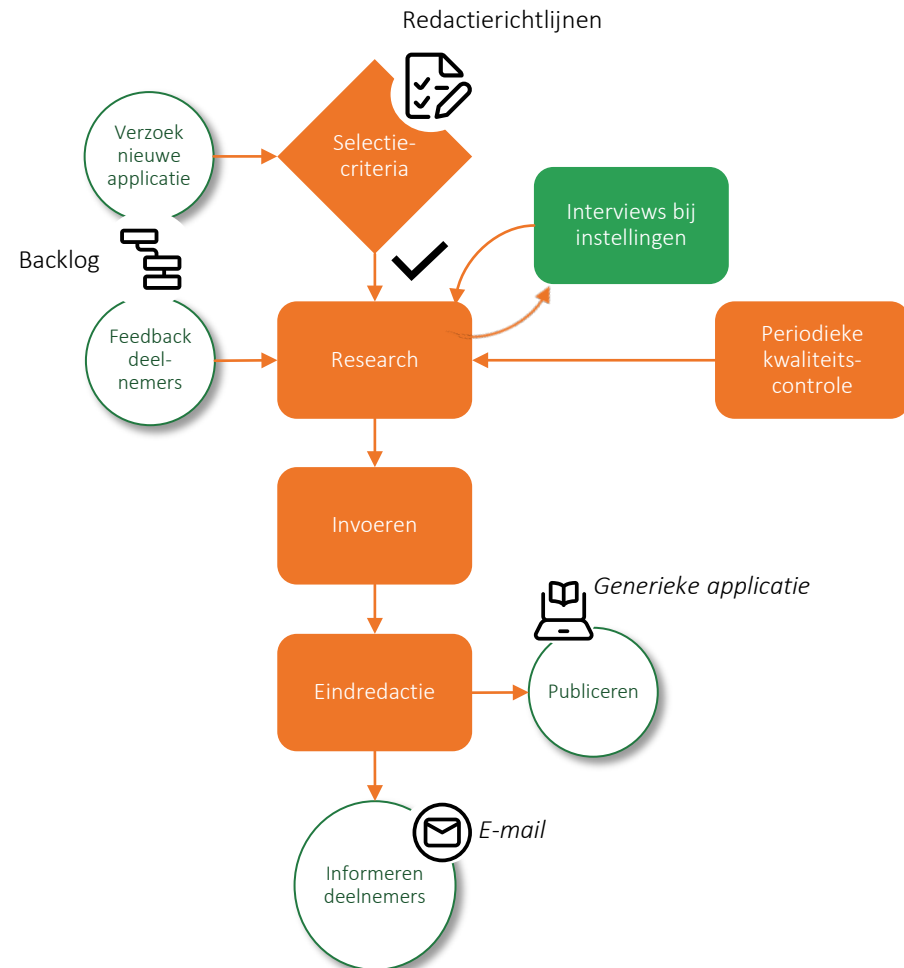 Redactierichtlijnen
Verzoek
nieuwe
applicatie
Selectie-
criteria
Interviews bij
instellingen
Backlog
Feedback
deel-
nemers
Research
Periodieke
kwaliteits-
controle
Invoeren
Generieke applicatie
Eindredactie
Publiceren
E-mail
Informeren
deelnemers